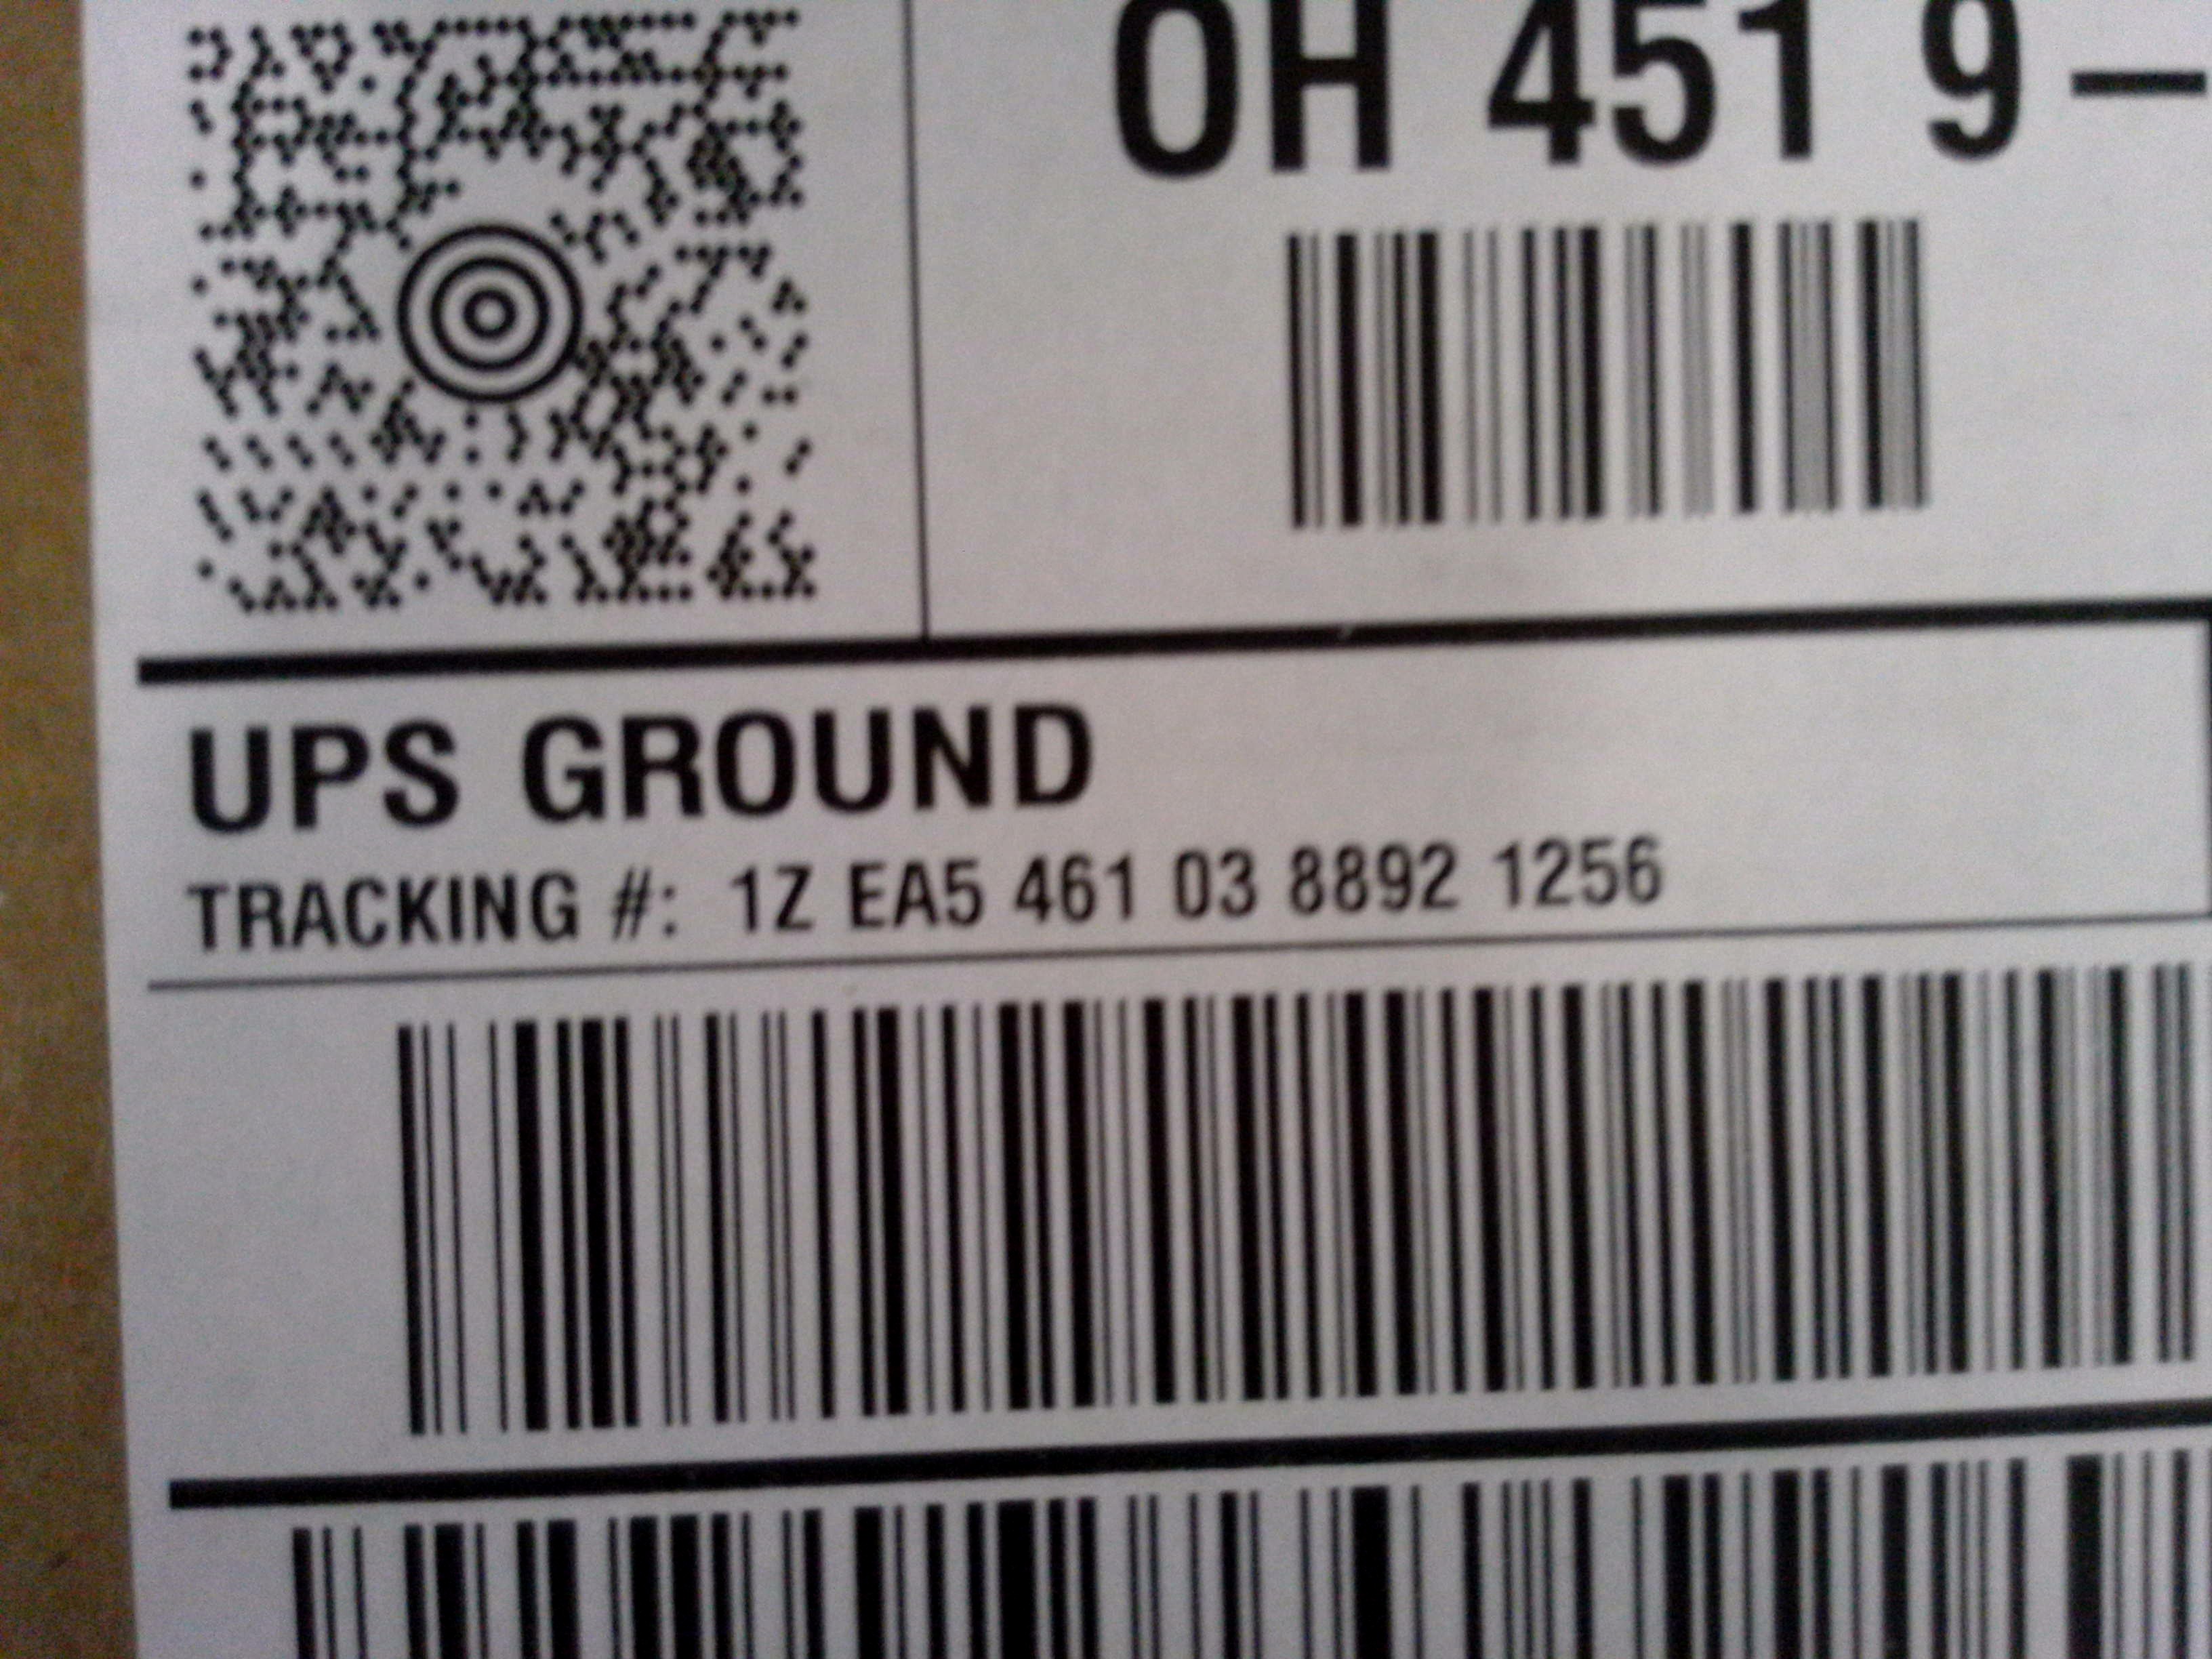 OH 451 9-
UPS GROUND
TRACKING #: 1Z EA5 461 03 8892 1256